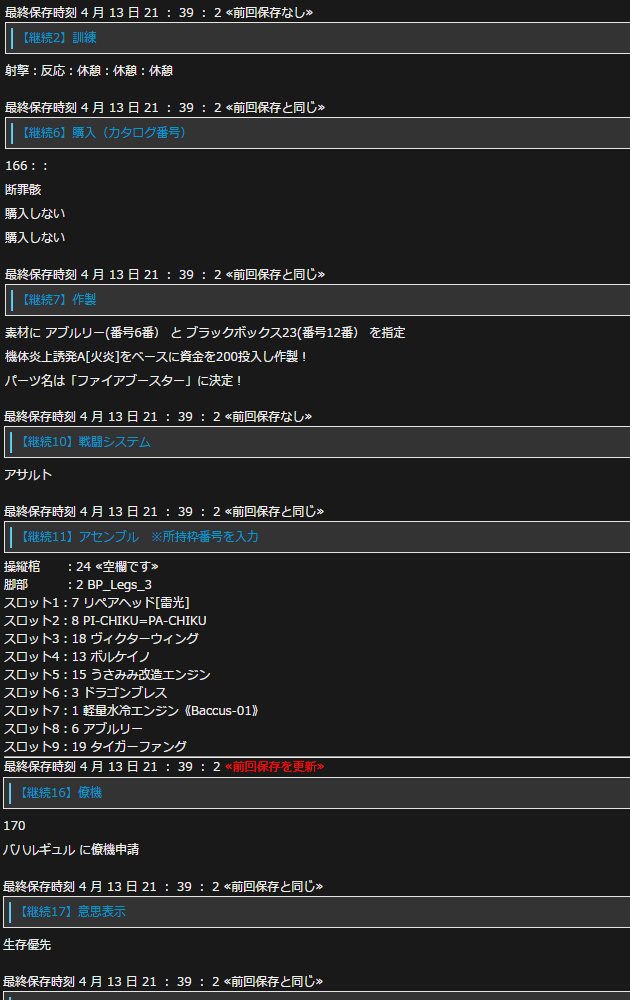 最終保存時刻 4 月 13 日 21 ： 39 ： 2 ≪前回保存なし≫
【継続2】訓練
射撃：反応：休憩：休憩：休憩
最終保存時刻 4 月 13 日 21 ： 39 ： 2 ≪前回保存と同じ≫
【継続6】購入（カタログ番号）
166：：
断罪骸
購入しない
購入しない
最終保存時刻 4 月 13 日 21 ： 39 ： 2 ≪前回保存と同じ≫
【継続7】作製
素材に アブルリー(番号6番） と ブラックボックス23(番号12番） を指定
機体炎上誘発A[火炎]をベースに資金を200投入し作製！
パーツ名は「ファイアブースター」に決定！
最終保存時刻 4 月 13 日 21 ： 39 ： 2 ≪前回保存なし≫
【継続10】戦闘システム
アサルト
最終保存時刻 4 月 13 日 21 ： 39 ： 2 ≪前回保存と同じ≫
【継続11】アセンブル　※所持枠番号を入力
操縦棺　　：24 ≪空欄です≫
脚部　　　：2 BP_Legs_3
スロット1：7 リペアヘッド[雷光]
スロット2：8 PI-CHIKU=PA-CHIKU
スロット3：18 ヴィクターウィング
スロット4：13 ボルケイノ
スロット5：15 うさみみ改造エンジン
スロット6：3 ドラゴンブレス
スロット7：1 軽量水冷エンジン《Baccus-01》
スロット8：6 アブルリー
スロット9：19 タイガーファング
最終保存時刻 4 月 13 日 21 ： 39 ： 2 ≪前回保存を更新≫
【継続16】僚機
170
バハルギュル に僚機申請
最終保存時刻 4 月 13 日 21 ： 39 ： 2 ≪前回保存と同じ≫
【継続17】意思表示
生存優先
最終保存時刻 4 月 13 日 21 ： 39 ： 2 ≪前回保存と同じ≫